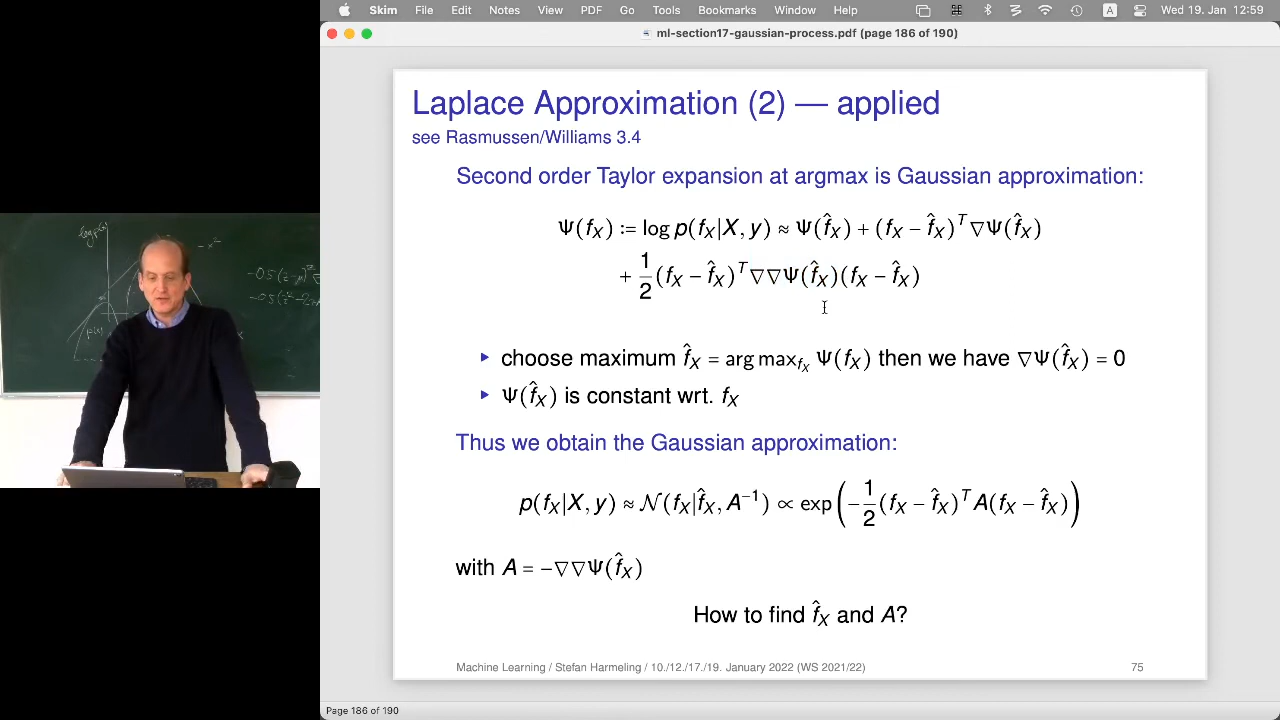 Skim File Edit Notes View PDF Go Tools Bookmarks Window Help A Wed 19. Jan 12:59
ml-section17-gaussian-process.pdf (page 186 of 190)
Laplace Approximation (2) — applied
see Rasmussen/Williams 3.4
Second order Taylor expansion at argmax is Gaussian approximation:
Ψ(f_X) := log p(f_X|X, y) ≈ Ψ(f̂_X) + (f_X − f̂_X)^T ∇Ψ(f̂_X)
+ 1/2 (f_X − f̂_X)^T ∇∇Ψ(f̂_X)(f_X − f̂_X)
▸ choose maximum f̂_X = arg max_{f_X} Ψ(f_X) then we have ∇Ψ(f̂_X) = 0
▸ Ψ(f̂_X) is constant wrt. f_X
Thus we obtain the Gaussian approximation:
p(f_X|X, y) ≈ N(f_X|f̂_X, A^{−1}) ∝ exp(−1/2 (f_X − f̂_X)^T A(f_X − f̂_X))
with A = −∇∇Ψ(f̂_X)
How to find f̂_X and A?
Machine Learning / Stefan Harmeling / 10./12./17./19. January 2022 (WS 2021/22) 75
Page 186 of 190
log p(x)
− x²
p(x)